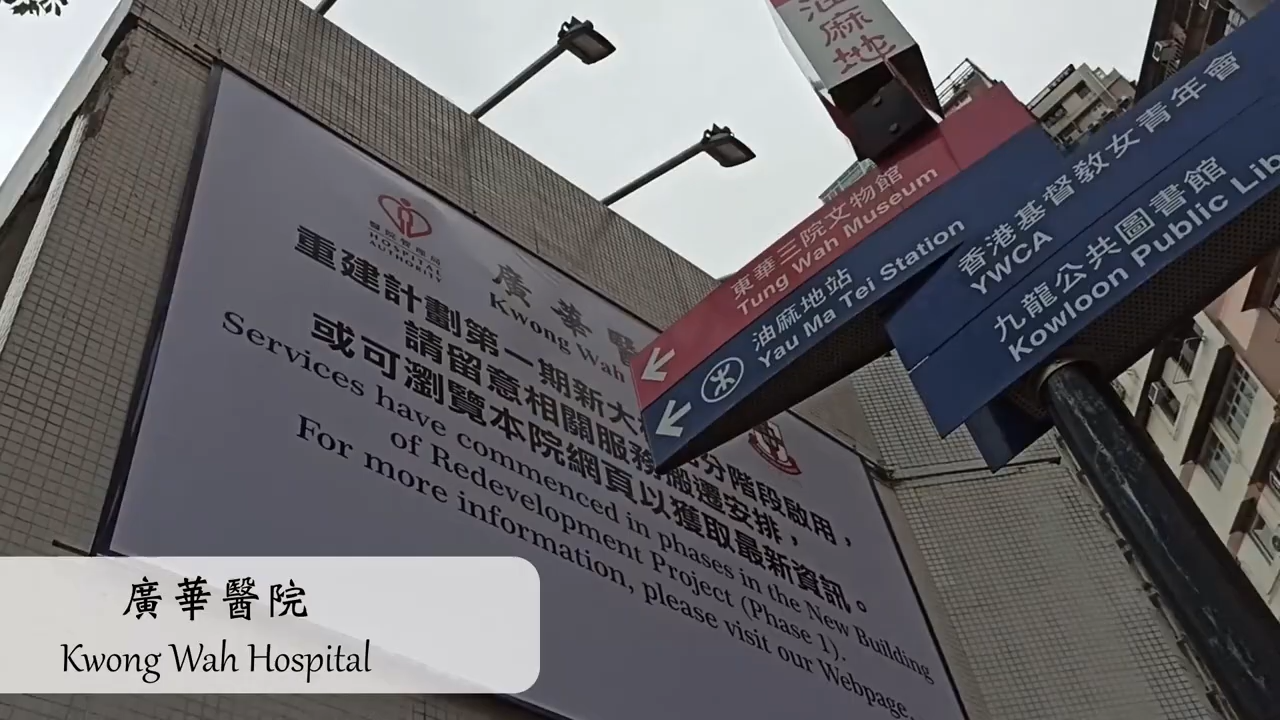 油麻地
東華三院文物館
Tung Wah Museum
油麻地站
Yau Ma Tei Station
香港基督教女青年會
YWCA
九龍公共圖書館
Kowloon Public Lib
醫院管理局
HOSPITAL
AUTHORITY
廣華醫
Kwong Wah
重建計劃第一期新大 分階段啟用，
請留意相關服務搬遷安排，
或可瀏覽本院網頁以獲取最新資訊。
Services have commenced in phases in the New Building
of Redevelopment Project (Phase 1).
For more information, please visit our Webpage.
廣華醫院
Kwong Wah Hospital